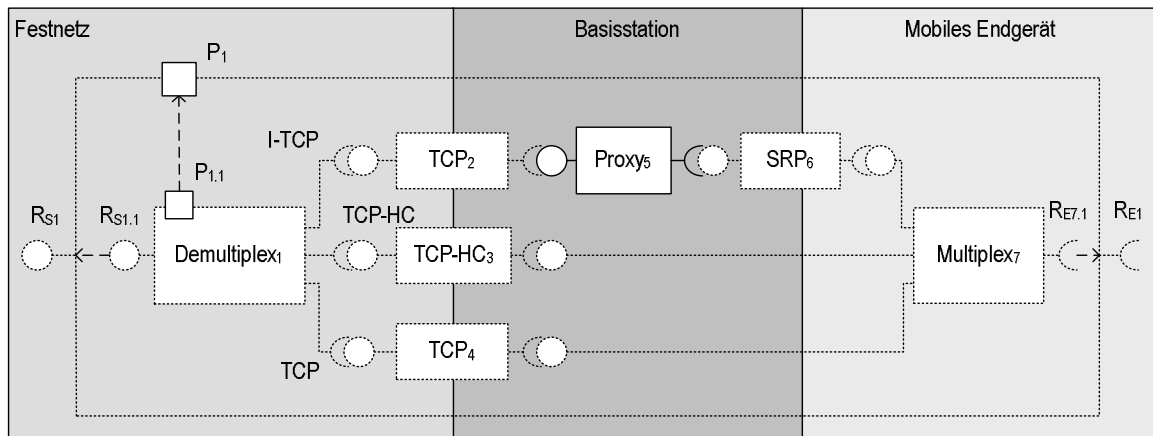 Festnetz
Basisstation
Mobiles Endgerät
P1
I-TCP
TCP2
Proxy5
SRP6
P1.1
RS1
RS1.1
TCP-HC
RE7.1
RE1
Demultiplex1
TCP-HC3
Multiplex7
TCP
TCP4